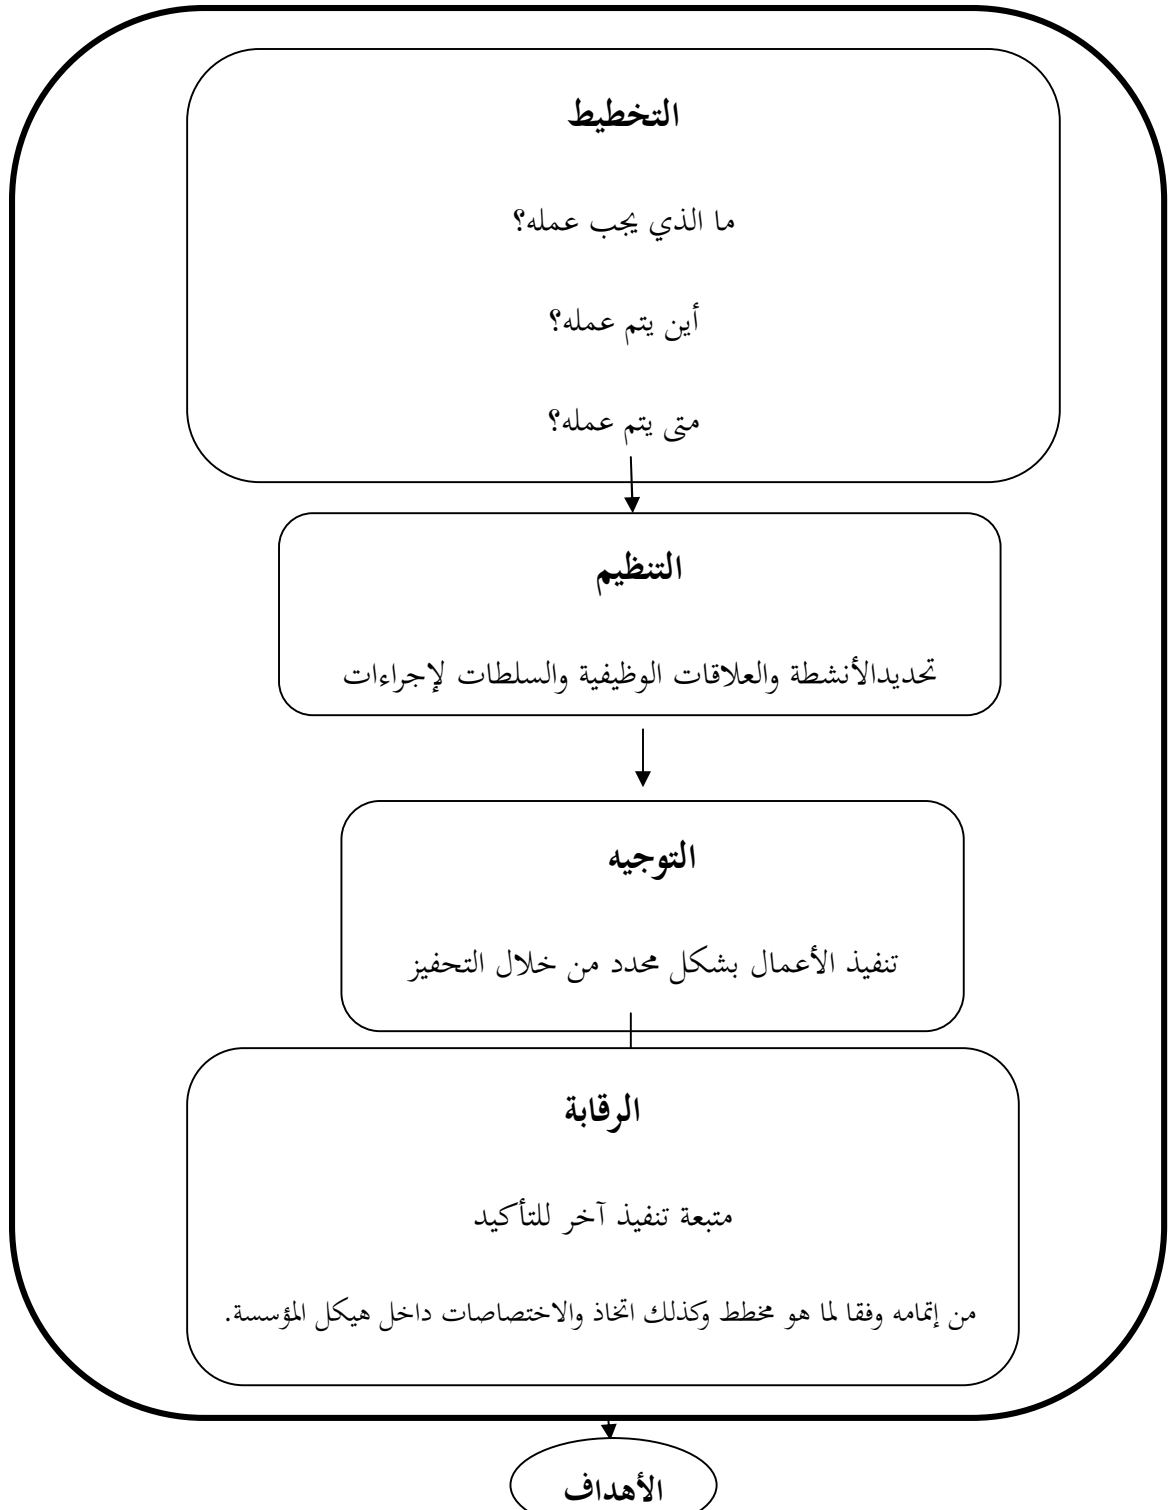 التخطيط
ما الذي يجب عمله؟
أين يتم عمله؟
متى يتم عمله؟
التنظيم
تحديدالأنشطة والعلاقات الوظيفية والسلطات لإجراءات
التوجيه
تنفيذ الأعمال بشكل محدد من خلال التحفيز
الرقابة
متبعة تنفيذ آخر للتأكيد
من إتمامه وفقا لما هو مخطط وكذلك اتخاذ والاختصاصات داخل هيكل المؤسسة.
الأهداف